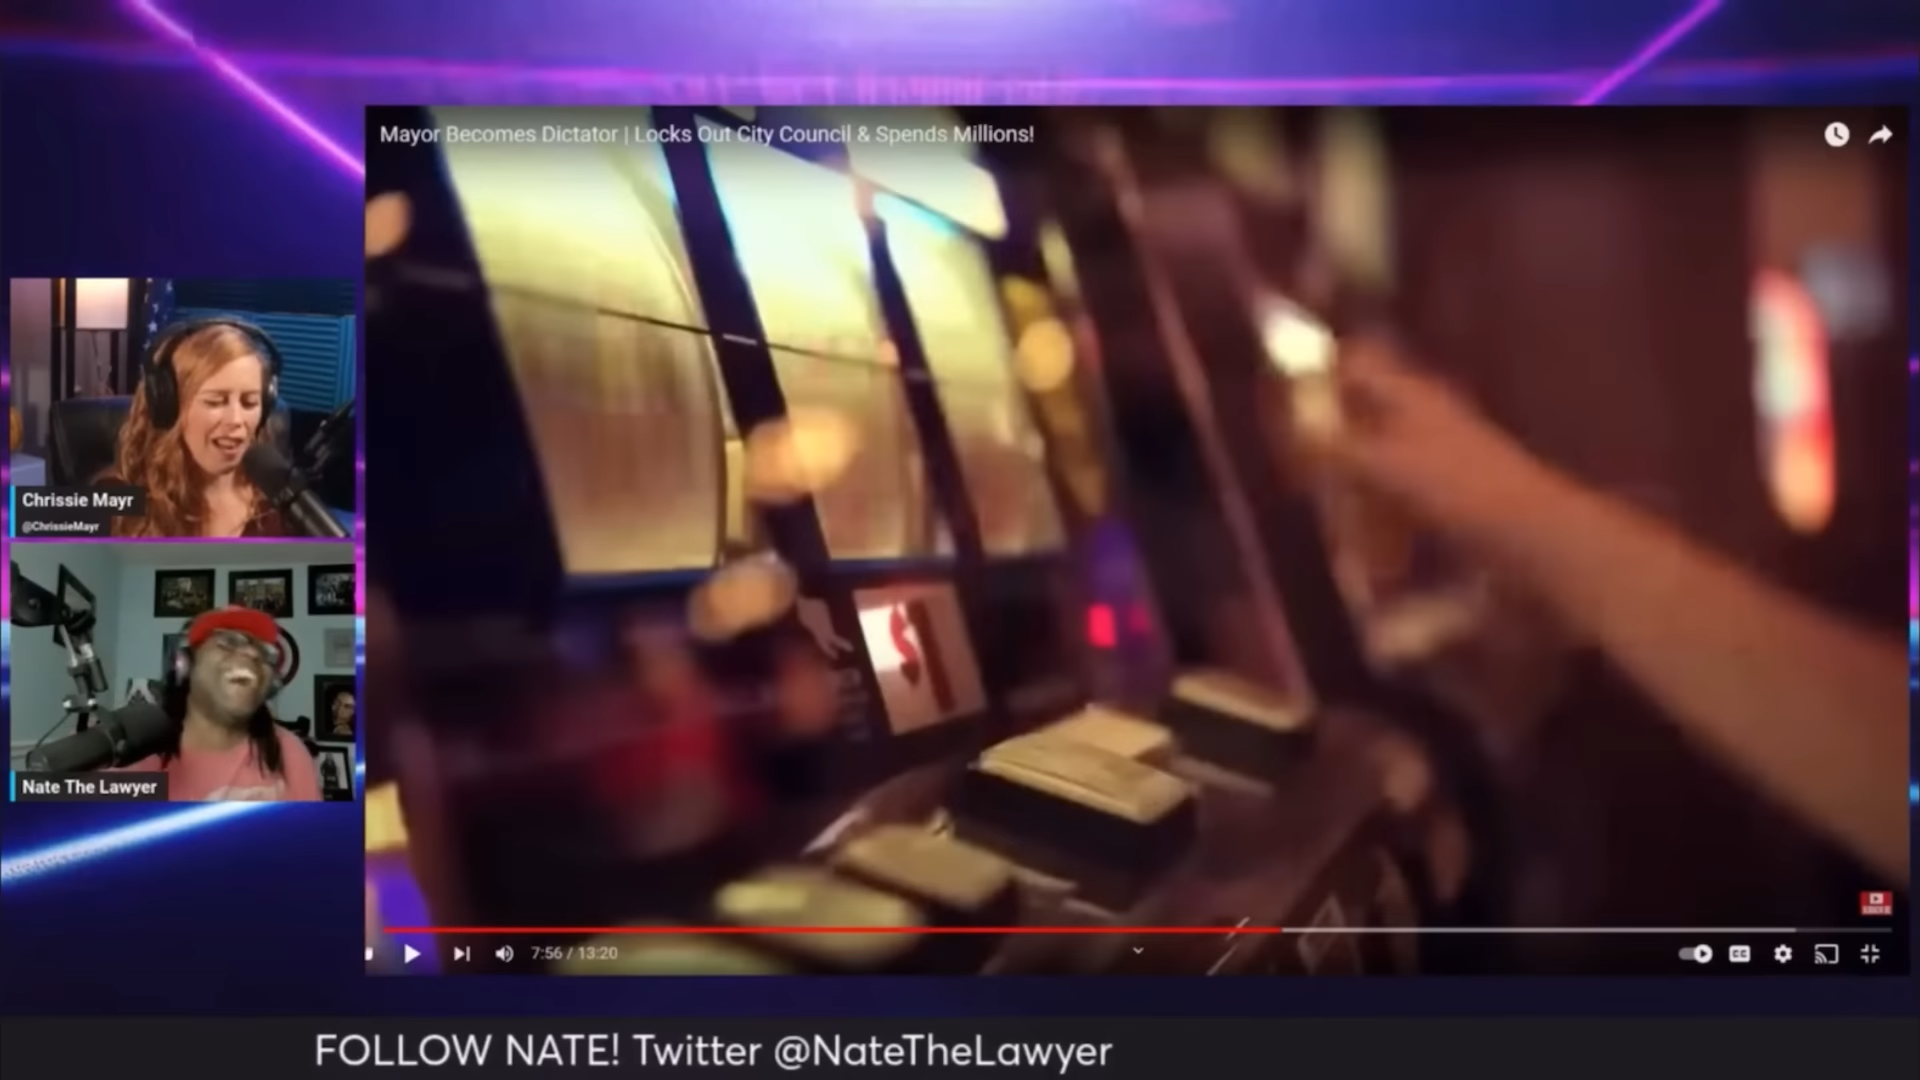 Mayor Becomes Dictator | Locks Out City Council & Spends Millions!
Chrissie Mayr
@ChrissieMayr
Nate The Lawyer
7:56 / 13:20
CC
FOLLOW NATE! Twitter @NateTheLawyer